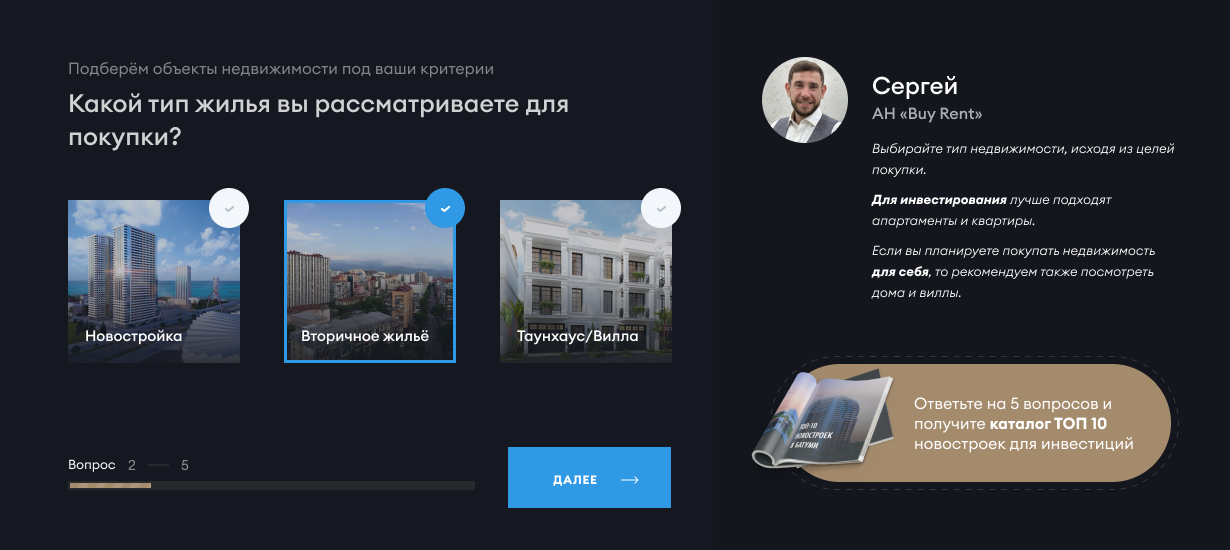 Подберём объекты недвижимости под ваши критерии
Какой тип жилья вы рассматриваете для
покупки?
Новостройка
Вторичное жильё
Таунхаус/Вилла
Вопрос 2 — 5
ДАЛЕЕ →
Сергей
АН «Buy Rent»
Выбирайте тип недвижимости, исходя из целей
покупки.
Для инвестирования лучше подходят
апартаменты и квартиры.
Если вы планируете покупать недвижимость
для себя, то рекомендуем также посмотреть
дома и виллы.
ТОП-10
НОВОСТРОЕК
В БАТУМИ
Ответьте на 5 вопросов и
получите каталог ТОП 10
новостроек для инвестиций